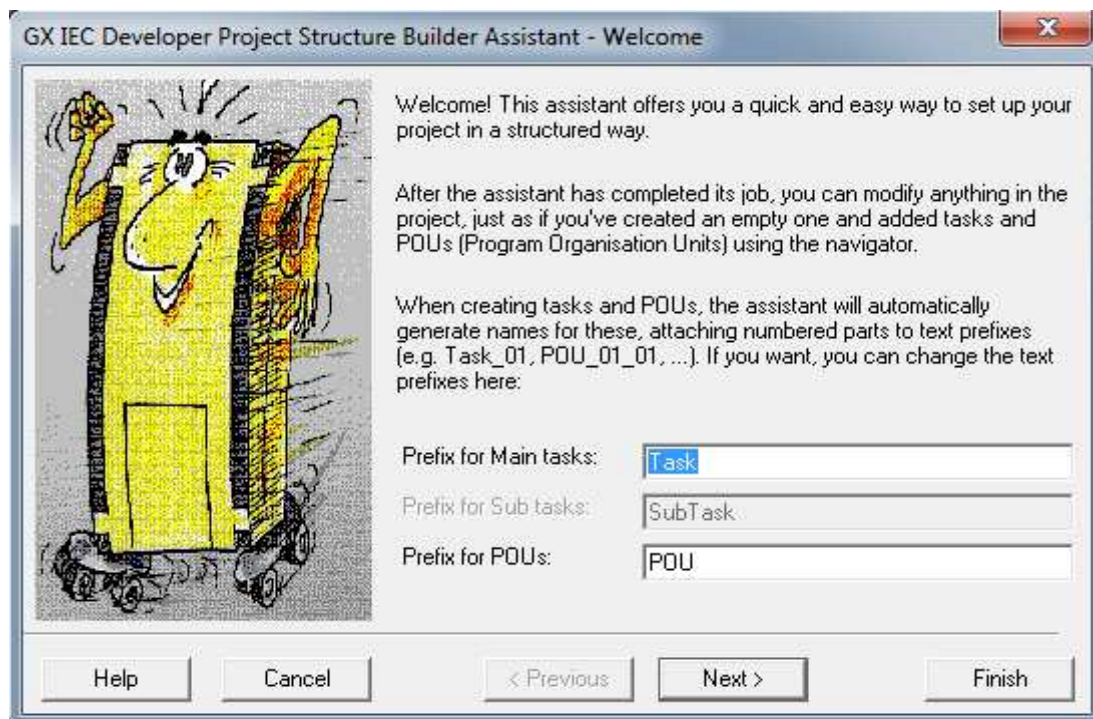 GX IEC Developer Project Structure Builder Assistant - Welcome
Welcome! This assistant offers you a quick and easy way to set up your
project in a structured way.
After the assistant has completed its job, you can modify anything in the
project, just as if you've created an empty one and added tasks and
POUs (Program Organisation Units) using the navigator.
When creating tasks and POUs, the assistant will automatically
generate names for these, attaching numbered parts to text prefixes
(e.g. Task_01, POU_01_01, ...). If you want, you can change the text
prefixes here:
Prefix for Main tasks: Task
Prefix for Sub tasks: SubTask
Prefix for POUs: POU
Help Cancel < Previous Next > Finish